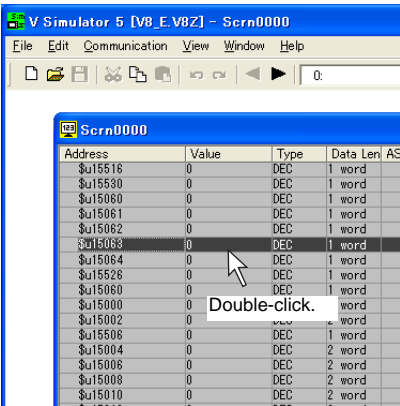 V Simulator 5 [V8_E.V8Z] - Scrn0000
File Edit Communication View Window Help
0:
Scrn0000
Address Value Type Data Len AS
$u15516 0 DEC 1 word
$u15530 0 DEC 1 word
$u15060 0 DEC 1 word
$u15061 0 DEC 1 word
$u15062 0 DEC 1 word
$u15063 0 DEC 1 word
$u15064 0 DEC 1 word
$u15526 0 DEC 1 word
$u15060 0 DEC 1 word
$u15000 0 word
Double-click.
$u15002 0 DEC 2 word
$u15506 0 DEC 1 word
$u15004 0 DEC 2 word
$u15006 0 DEC 2 word
$u15008 0 DEC 2 word
$u15010 0 DEC 2 word